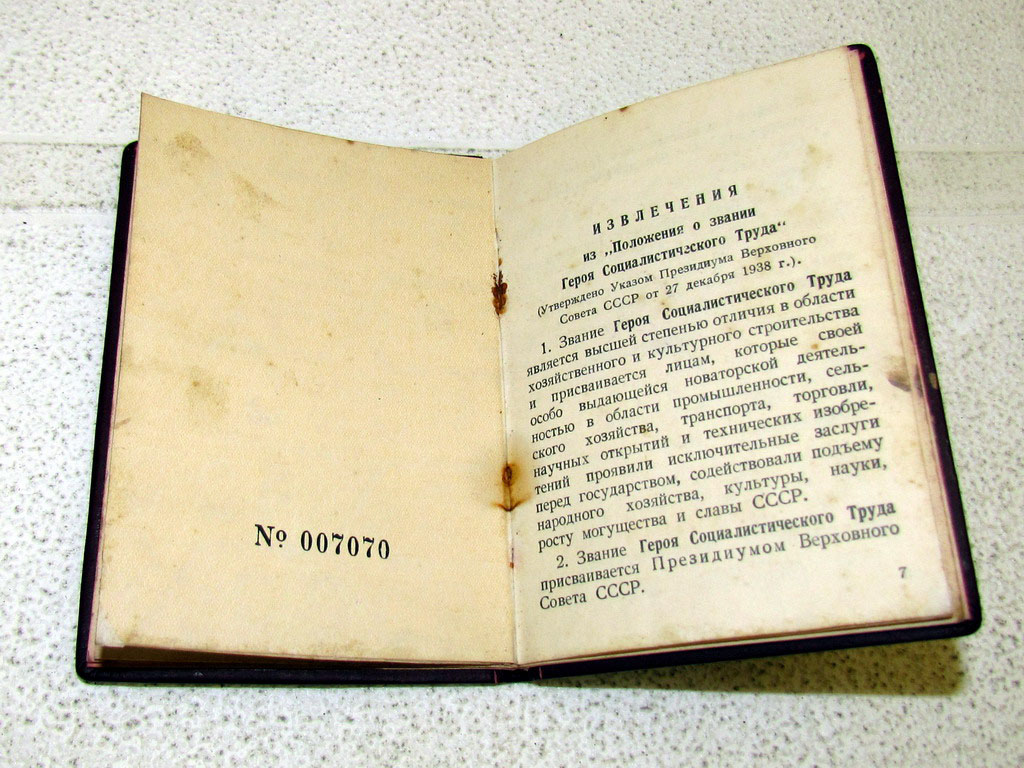 № 007070
ИЗВЛЕЧЕНИЯ
из „Положения о звании
Героя Социалистического Труда“
(Утверждено Указом Президиума Верховного
Совета СССР от 27 декабря 1938 г.).
1. Звание Героя Социалистического Труда
является высшей степенью отличия в области
хозяйственного и культурного строительства
и присваивается лицам, которые своей
особо выдающейся новаторской деятель-
ностью в области промышленности, сель-
ского хозяйства, транспорта, торговли,
научных открытий и технических изобре-
тений проявили исключительные заслуги
перед государством, содействовали подъему
народного хозяйства, культуры, науки,
росту могущества и славы СССР.
2. Звание Героя Социалистического Труда
присваивается Президиумом Верховного
Совета СССР.
7